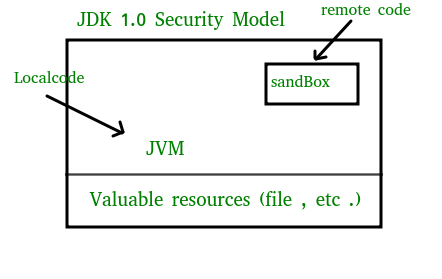 JDK 1.0 Security Model
remote code
Localcode
sandBox
JVM
Valuable resources (file , etc .)